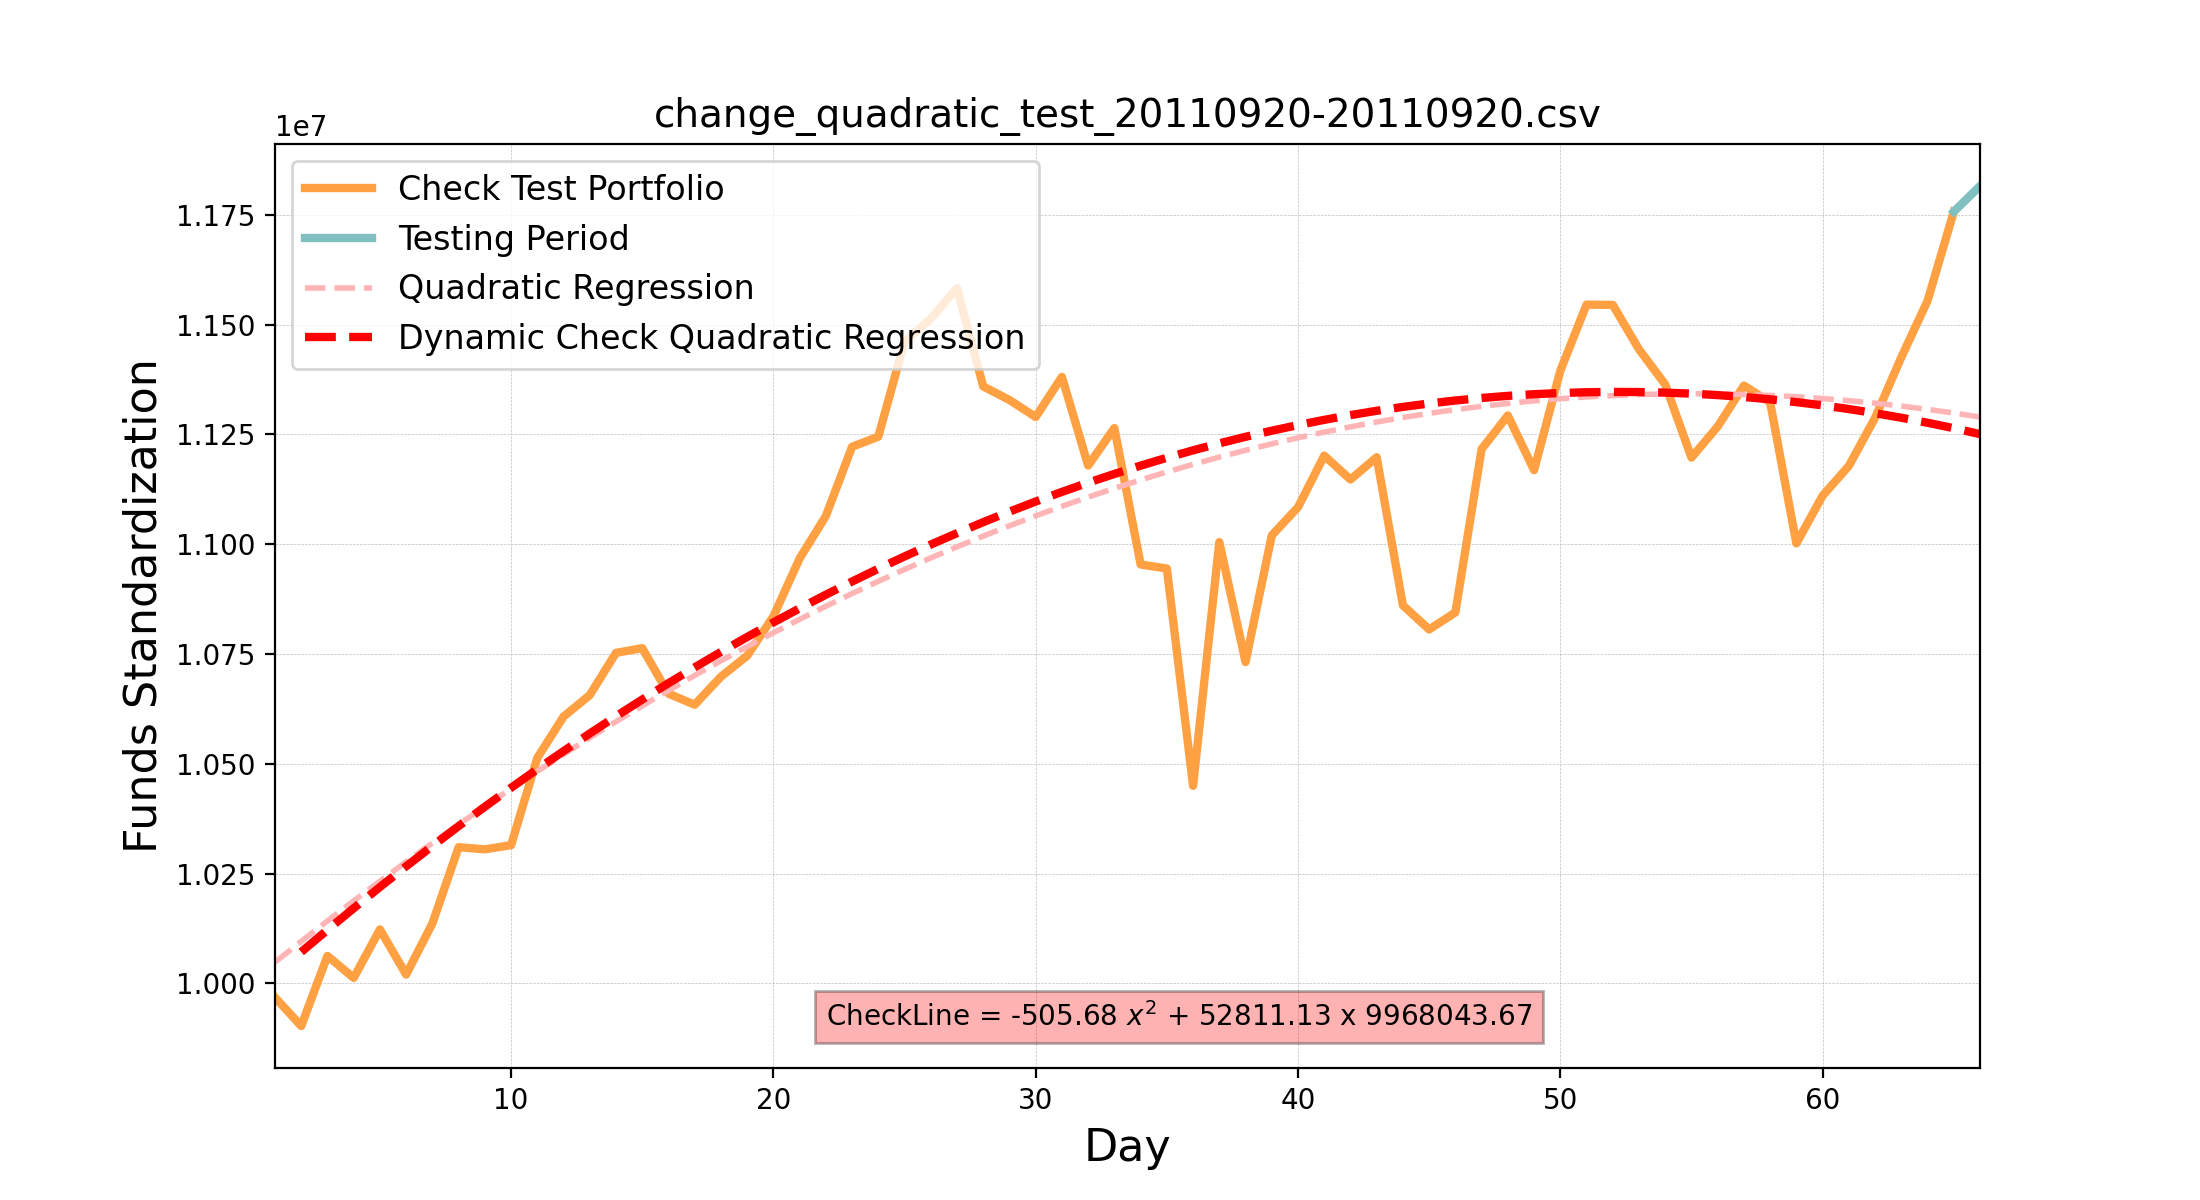 change_quadratic_test_20110920-20110920.csv
1e7
Check Test Portfolio
Testing Period
Quadratic Regression
Dynamic Check Quadratic Regression
Funds Standardization
1.175
1.150
1.125
1.100
1.075
1.050
1.025
1.000
CheckLine = -505.68 x² + 52811.13 x 9968043.67
10 20 30 40 50 60
Day